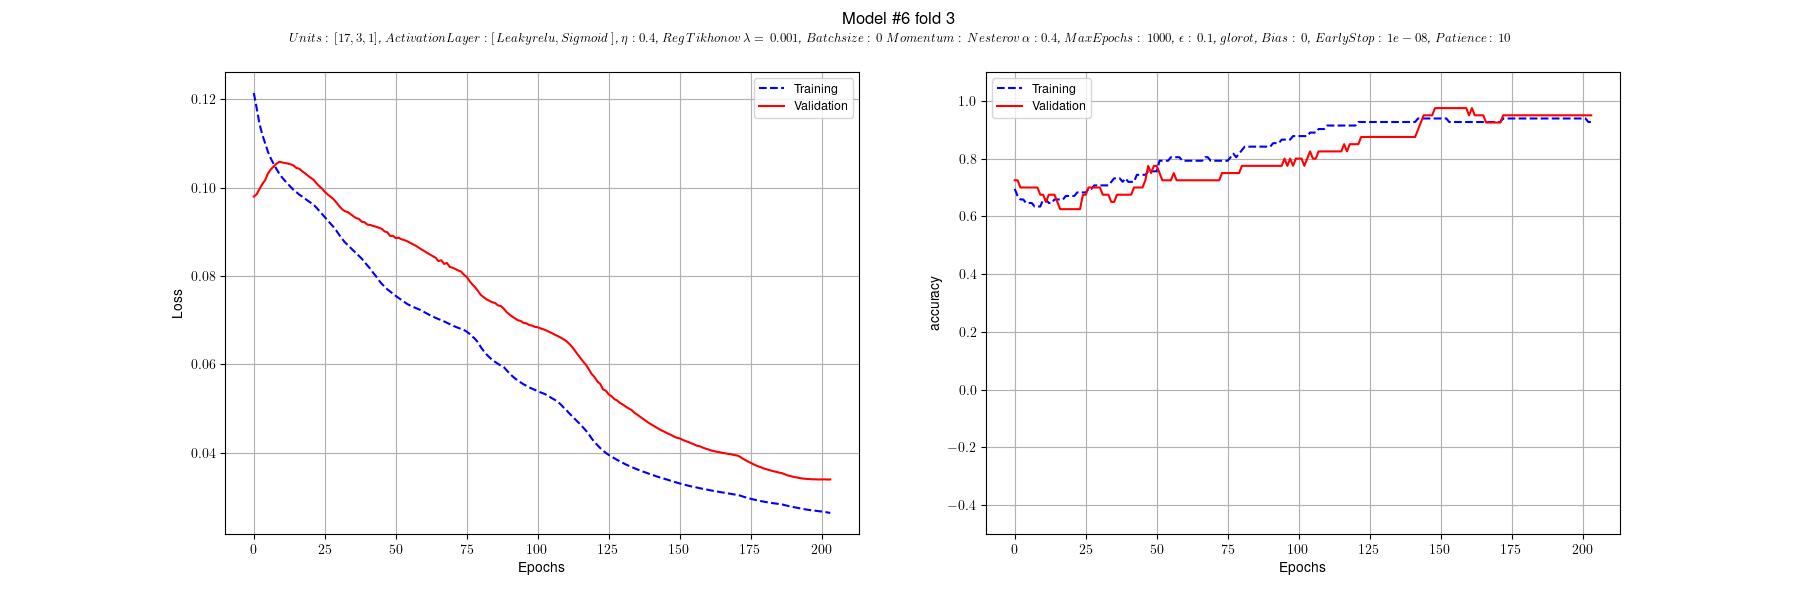 Model #6 fold 3
Units : [17, 3, 1], ActivationLayer : [Leakyrelu, Sigmoid ], η : 0.4, RegTikhonov λ = 0.001, Batchsize : 0 Momentum : Nesterov α : 0.4, MaxEpochs : 1000, ϵ : 0.1, glorot, Bias : 0, EarlyStop : 1e − 08, Patience : 10
Training
Validation
0.12
0.10
0.08
0.06
0.04
Loss
0 25 50 75 100 125 150 175 200
Epochs
Training
Validation
1.0
0.8
0.6
0.4
0.2
0.0
−0.2
−0.4
accuracy
0 25 50 75 100 125 150 175 200
Epochs